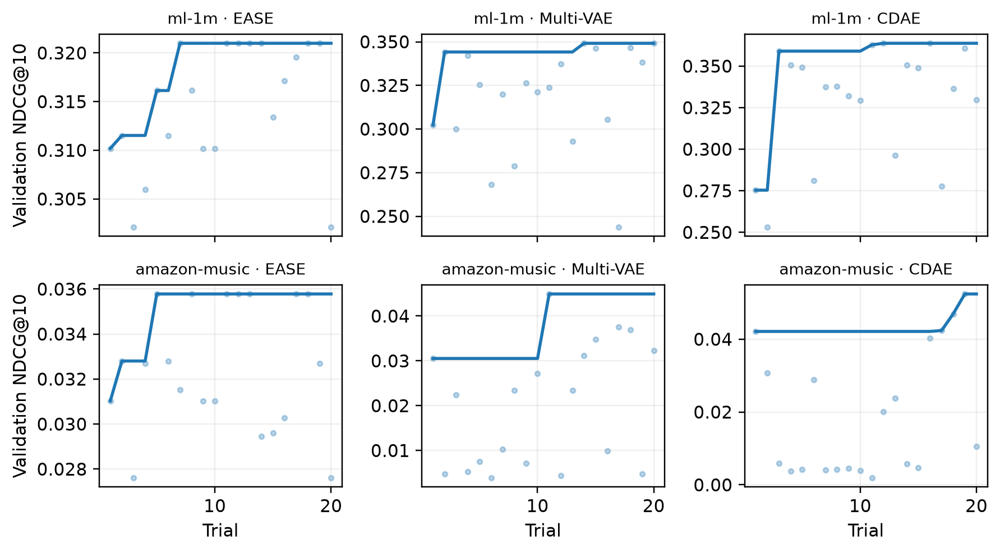 ml-1m · EASE
ml-1m · Multi-VAE
ml-1m · CDAE
Validation NDCG@10
0.320
0.315
0.310
0.305
0.350
0.325
0.300
0.275
0.250
0.350
0.325
0.300
0.275
0.250
amazon-music · EASE
amazon-music · Multi-VAE
amazon-music · CDAE
Validation NDCG@10
0.036
0.034
0.032
0.030
0.028
10
20
Trial
0.04
0.03
0.02
0.01
10
20
Trial
0.04
0.02
0.00
10
20
Trial